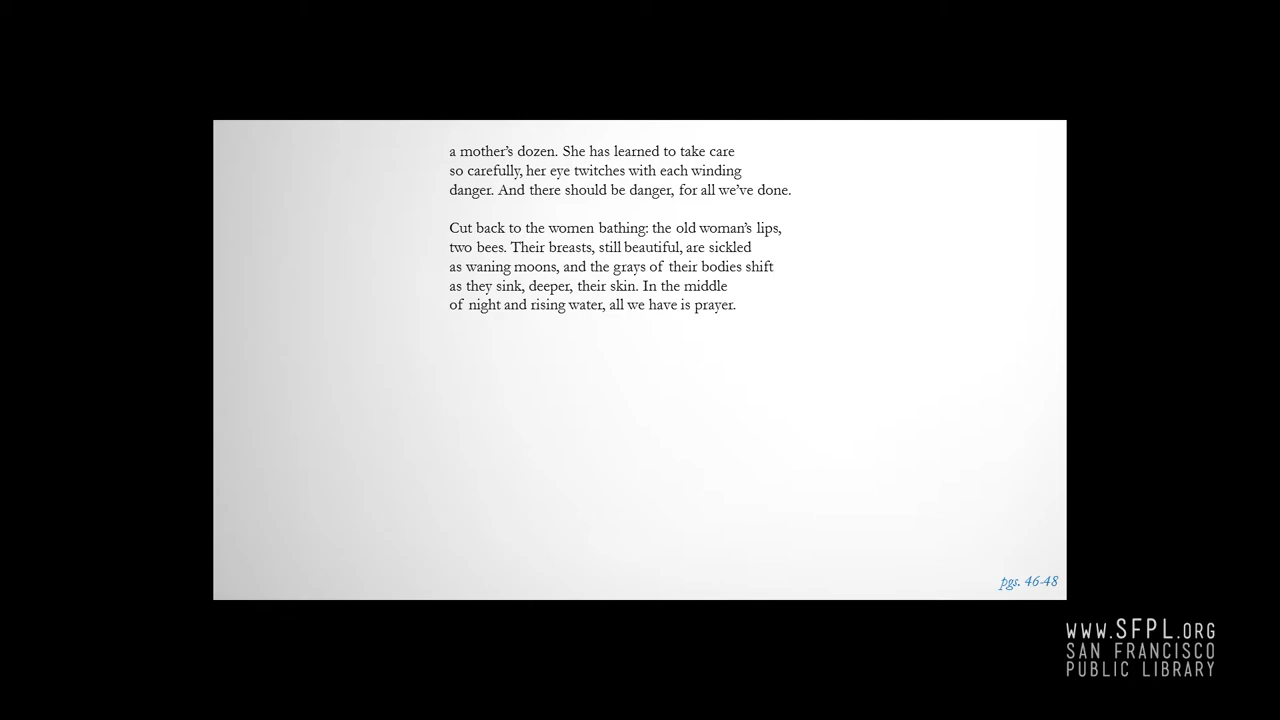 a mother’s dozen. She has learned to take care
so carefully, her eye twitches with each winding
danger. And there should be danger, for all we’ve done.
Cut back to the women bathing: the old woman’s lips,
two bees. Their breasts, still beautiful, are sickled
as waning moons, and the grays of their bodies shift
as they sink, deeper, their skin. In the middle
of night and rising water, all we have is prayer.
pgs. 46-48
WWW.SFPL.ORG
SAN FRANCISCO
PUBLIC LIBRARY